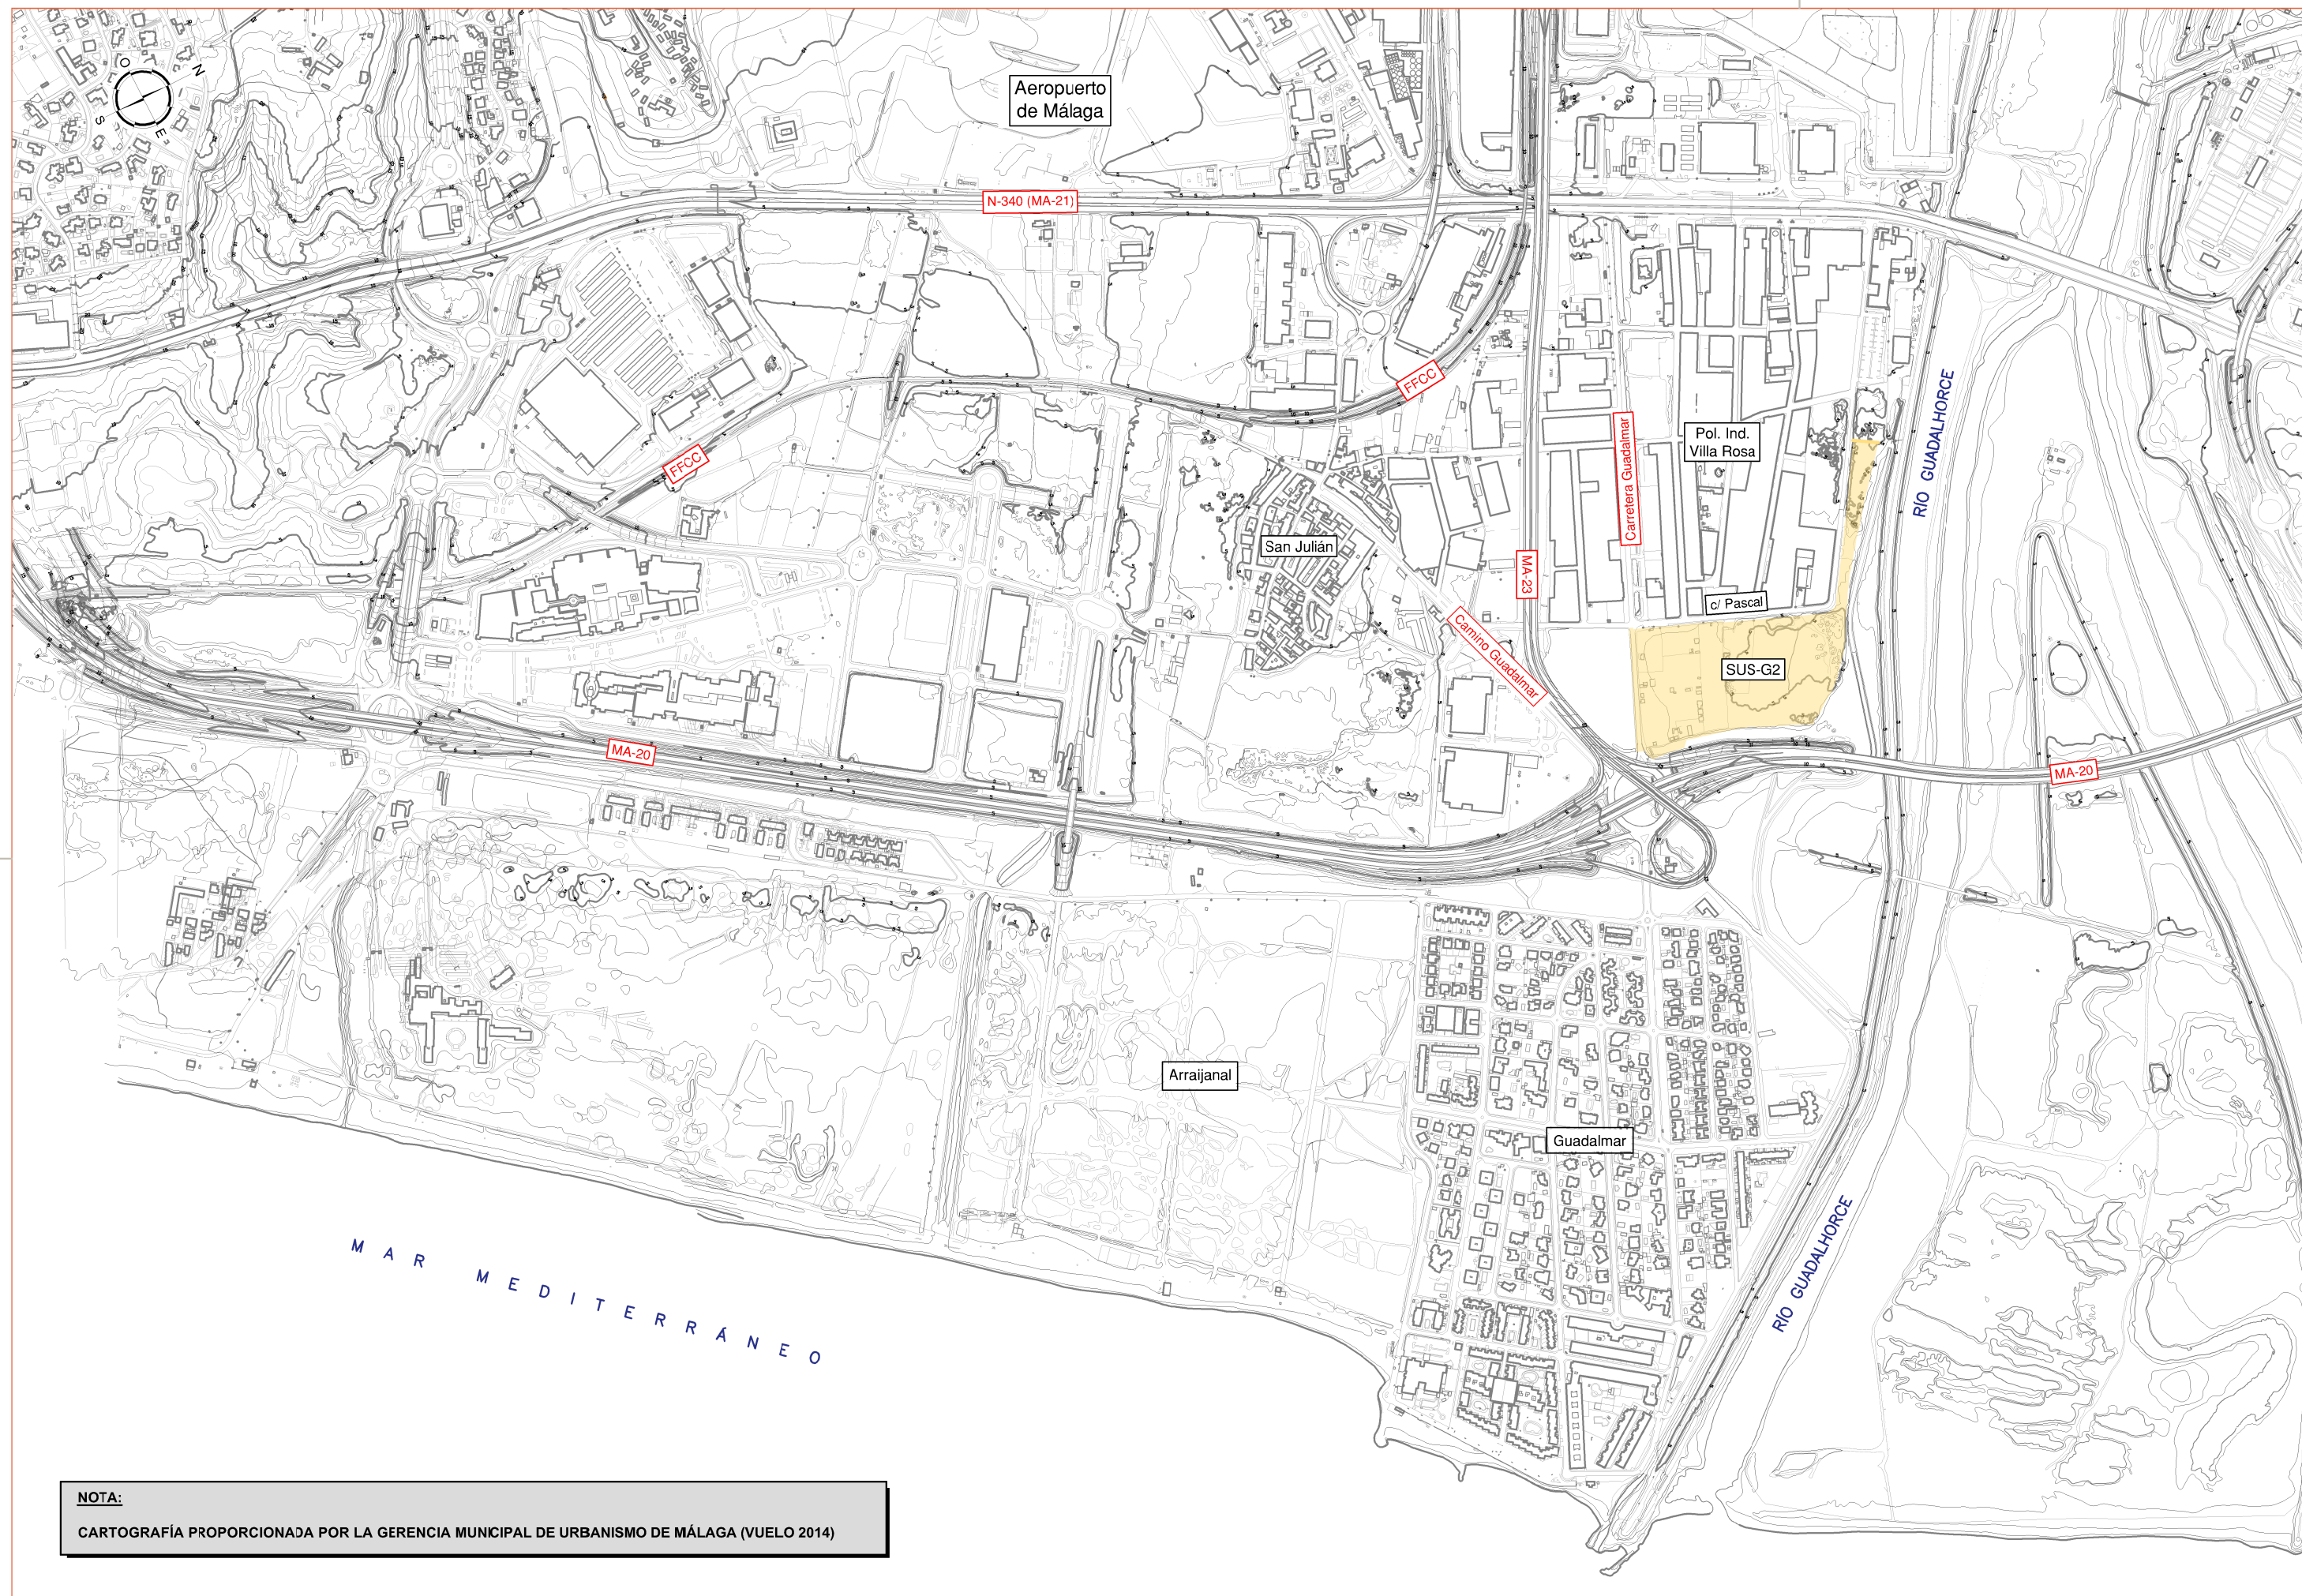 N
O
S
E
Aeropuerto
de Málaga
N-340 (MA-21)
FFCC
FFCC
RÍO GUADALHORCE
Carretera Guadalmar
Pol. Ind.
Villa Rosa
San Julián
MA-23
c/ Pascal
Camino Guadalmar
SUS-G2
MA-20
MA-20
Arraijanal
Guadalmar
RÍO GUADALHORCE
MAR MEDITERRÁNEO
NOTA:
CARTOGRAFÍA PROPORCIONADA POR LA GERENCIA MUNICIPAL DE URBANISMO DE MÁLAGA (VUELO 2014)